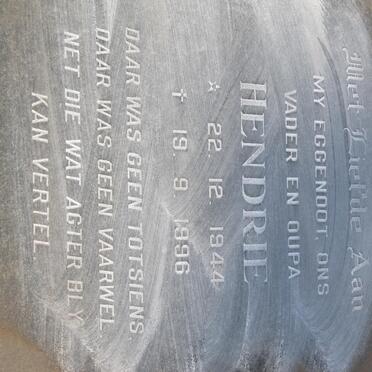 Met Liefde Aan
MY EGGENOOT, ONS
VADER EN OUPA
HENDRIE
☆ 22. 12. 1944
† 19. 9. 1996
DAAR WAS GEEN TOTSIENS,
DAAR WAS GEEN VAARWEL
NET DIE WAT AGTER BLY
KAN VERTEL.